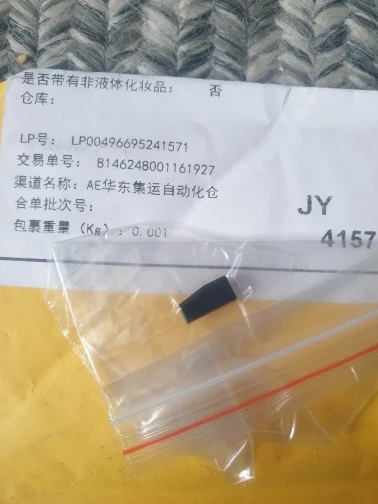 是否带有非液体化妆品： 否
仓库：
LP号： LP00496695241571
交易单号： 8146248001161927
渠道名称：AE华东集运自动化仓
合单批次号：
JY
包裹重量（Kg）：0.001
4157